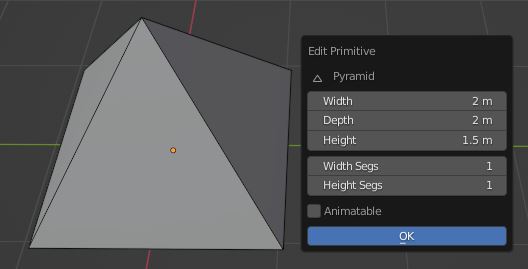 Edit Primitive
Pyramid
Width 2 m
Depth 2 m
Height 1.5 m
Width Segs 1
Height Segs 1
Animatable
OK